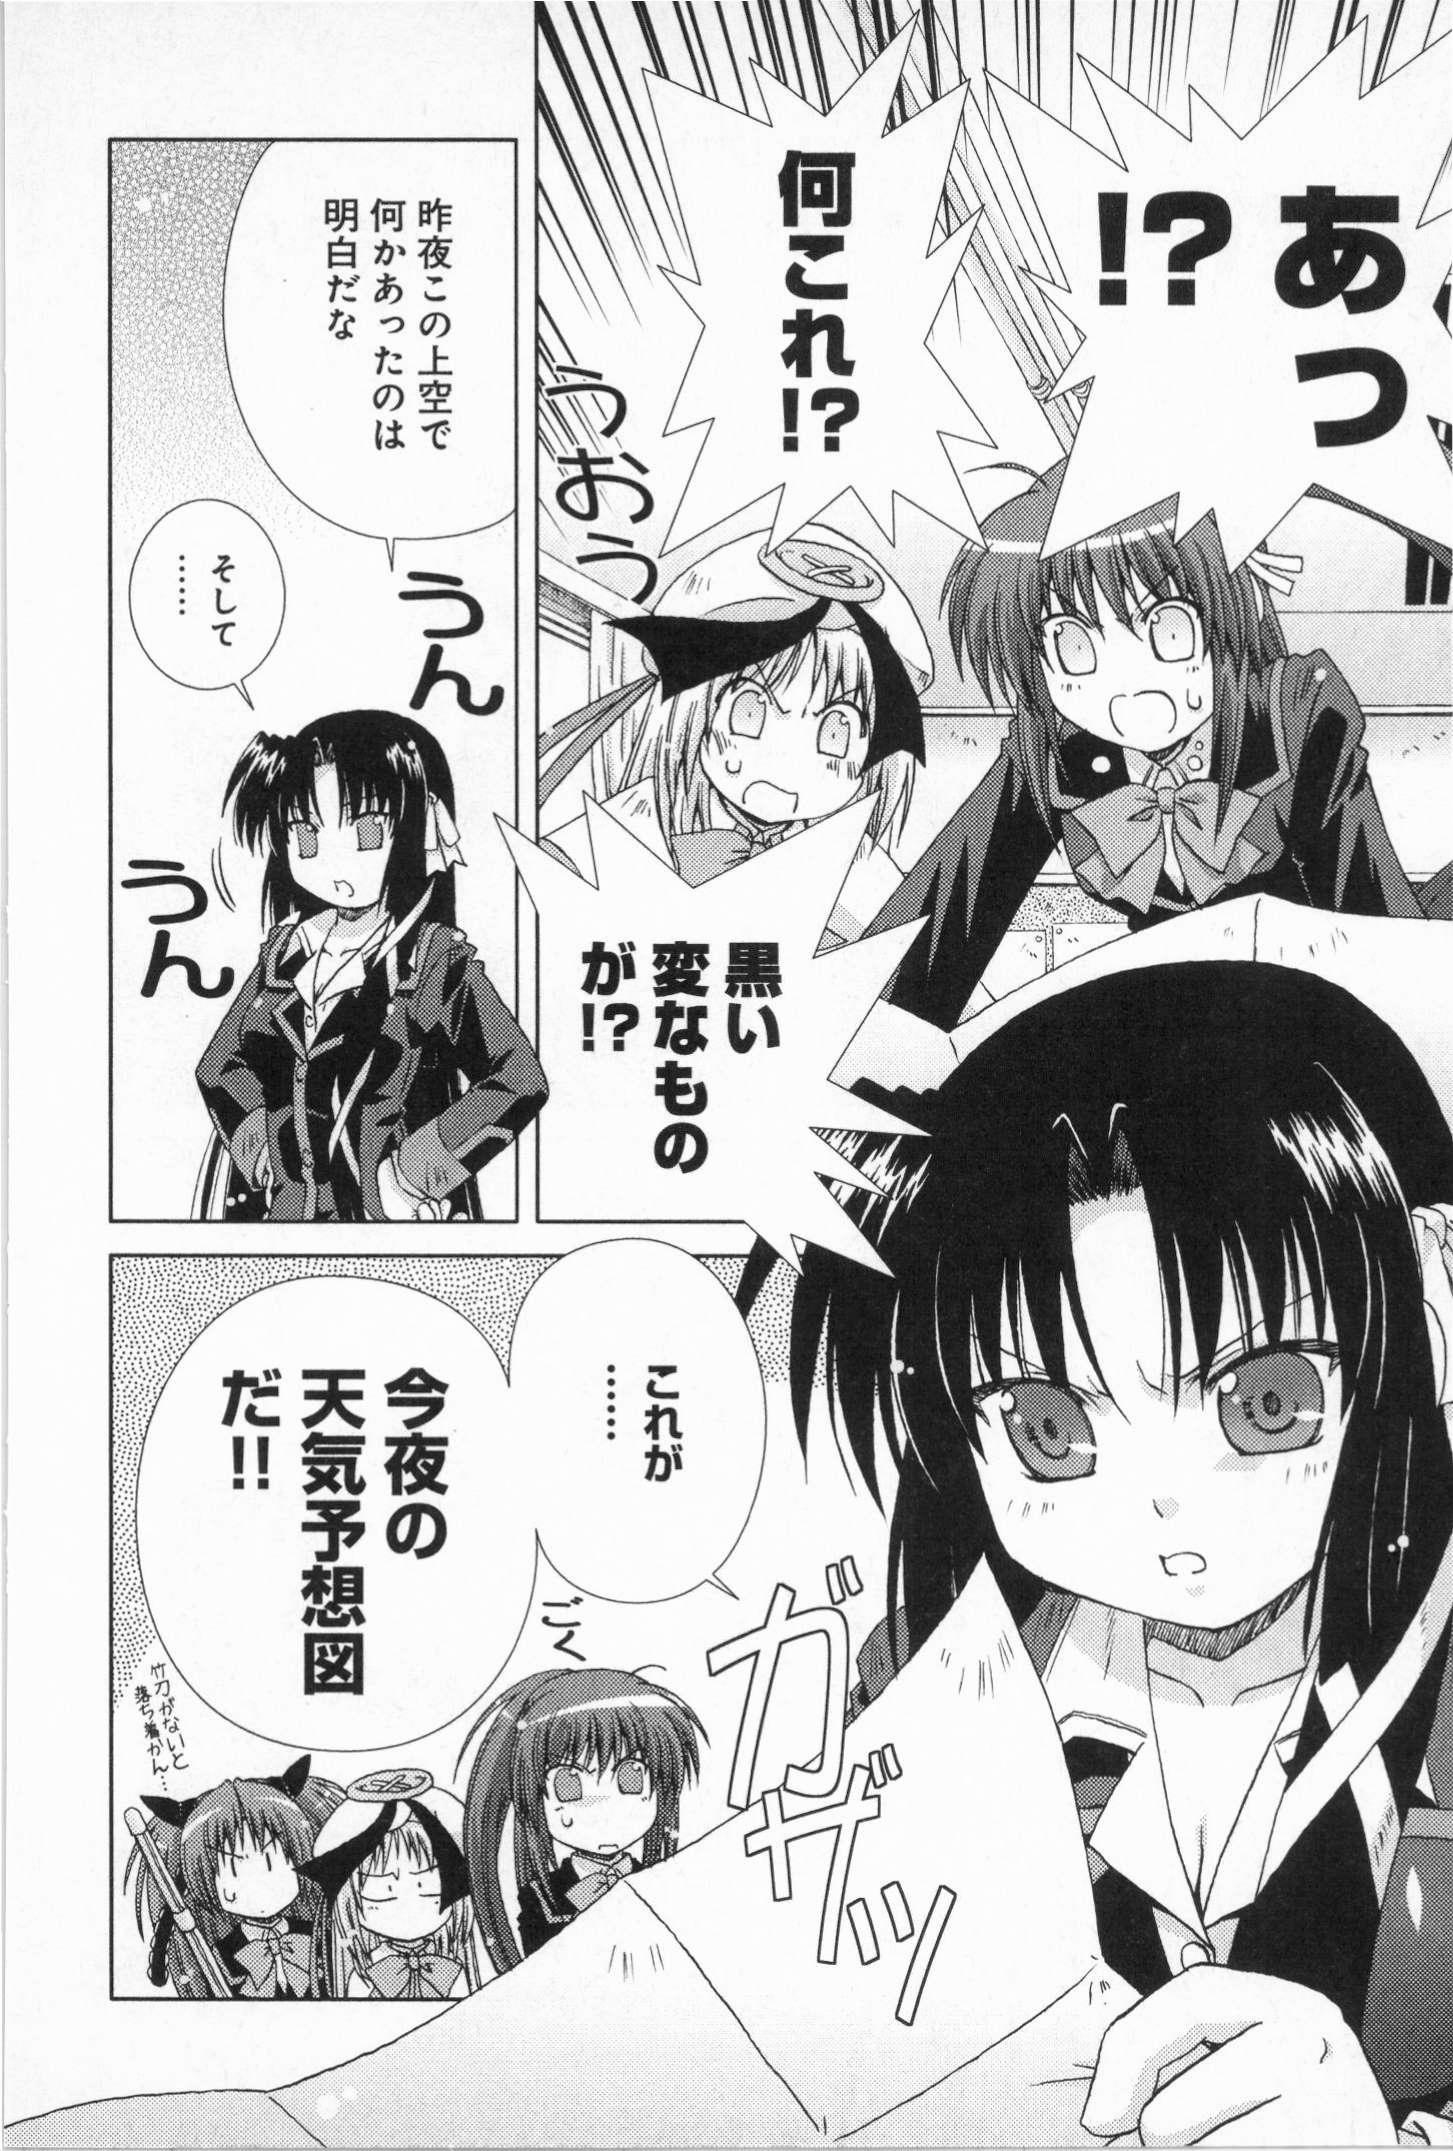 あっ
!?
何これ!?
うおうっ
黒い
変なもの
が!?
昨夜この上空で
何かあったのは
明白だな
うん
うん
そして
……
これが
……
今夜の
天気予想図
だ!!
ごく
ガザザッ
竹刀がないと
落ち着かん…